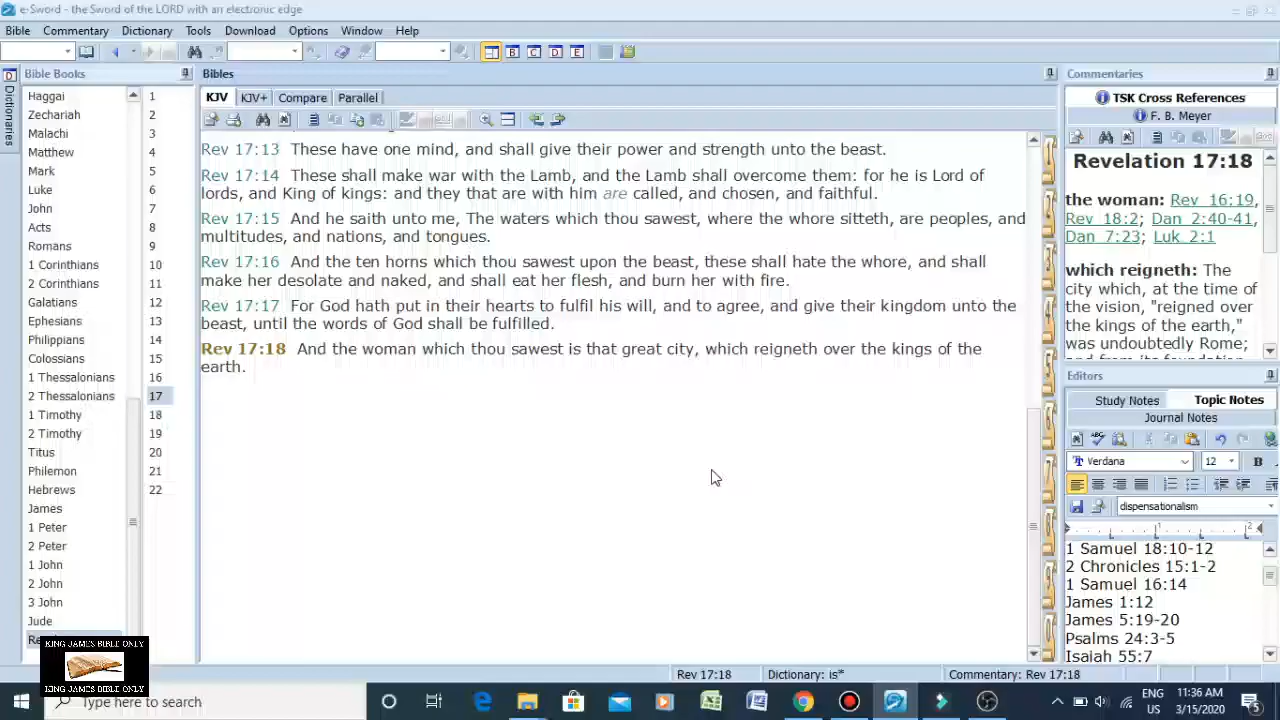 e-Sword - the Sword of the LORD with an electronic edge
Bible Commentary Dictionary Tools Download Options Window Help
B C D E
Dictionaries
Bible Books
Haggai
Zechariah
Malachi
Matthew
Mark
Luke
John
Acts
Romans
1 Corinthians
2 Corinthians
Galatians
Ephesians
Philippians
Colossians
1 Thessalonians
2 Thessalonians
1 Timothy
2 Timothy
Titus
Philemon
Hebrews
James
1 Peter
2 Peter
1 John
2 John
3 John
Jude
1
2
3
4
5
6
7
8
9
10
11
12
13
14
15
16
17
18
19
20
21
22
Bibles
KJV KJV+ Compare Parallel
Rev 17:13 These have one mind, and shall give their power and strength unto the beast.
Rev 17:14 These shall make war with the Lamb, and the Lamb shall overcome them: for he is Lord of
lords, and King of kings: and they that are with him are called, and chosen, and faithful.
Rev 17:15 And he saith unto me, The waters which thou sawest, where the whore sitteth, are peoples, and
multitudes, and nations, and tongues.
Rev 17:16 And the ten horns which thou sawest upon the beast, these shall hate the whore, and shall
make her desolate and naked, and shall eat her flesh, and burn her with fire.
Rev 17:17 For God hath put in their hearts to fulfil his will, and to agree, and give their kingdom unto the
beast, until the words of God shall be fulfilled.
Rev 17:18 And the woman which thou sawest is that great city, which reigneth over the kings of the
earth.
Commentaries
TSK Cross References
F. B. Meyer
Revelation 17:18
the woman: Rev 16:19,
Rev 18:2; Dan 2:40-41,
Dan 7:23; Luk 2:1
which reigneth: The
city which, at the time of
the vision, "reigned over
the kings of the earth,"
was undoubtedly Rome;
and from its foundation
Editors
Study Notes Topic Notes
Journal Notes
Verdana 12 B
dispensationalism
1 2
1 Samuel 18:10-12
2 Chronicles 15:1-2
1 Samuel 16:14
James 1:12
James 5:19-20
Psalms 24:3-5
Isaiah 55:7
KING JAMES BIBLE ONLY
KING JAMES BIBLE ONLY
Rev 17:18 Dictionary: is* Commentary: Rev 17:18
Type here to search
ENG
US
11:36 AM
3/15/2020
5